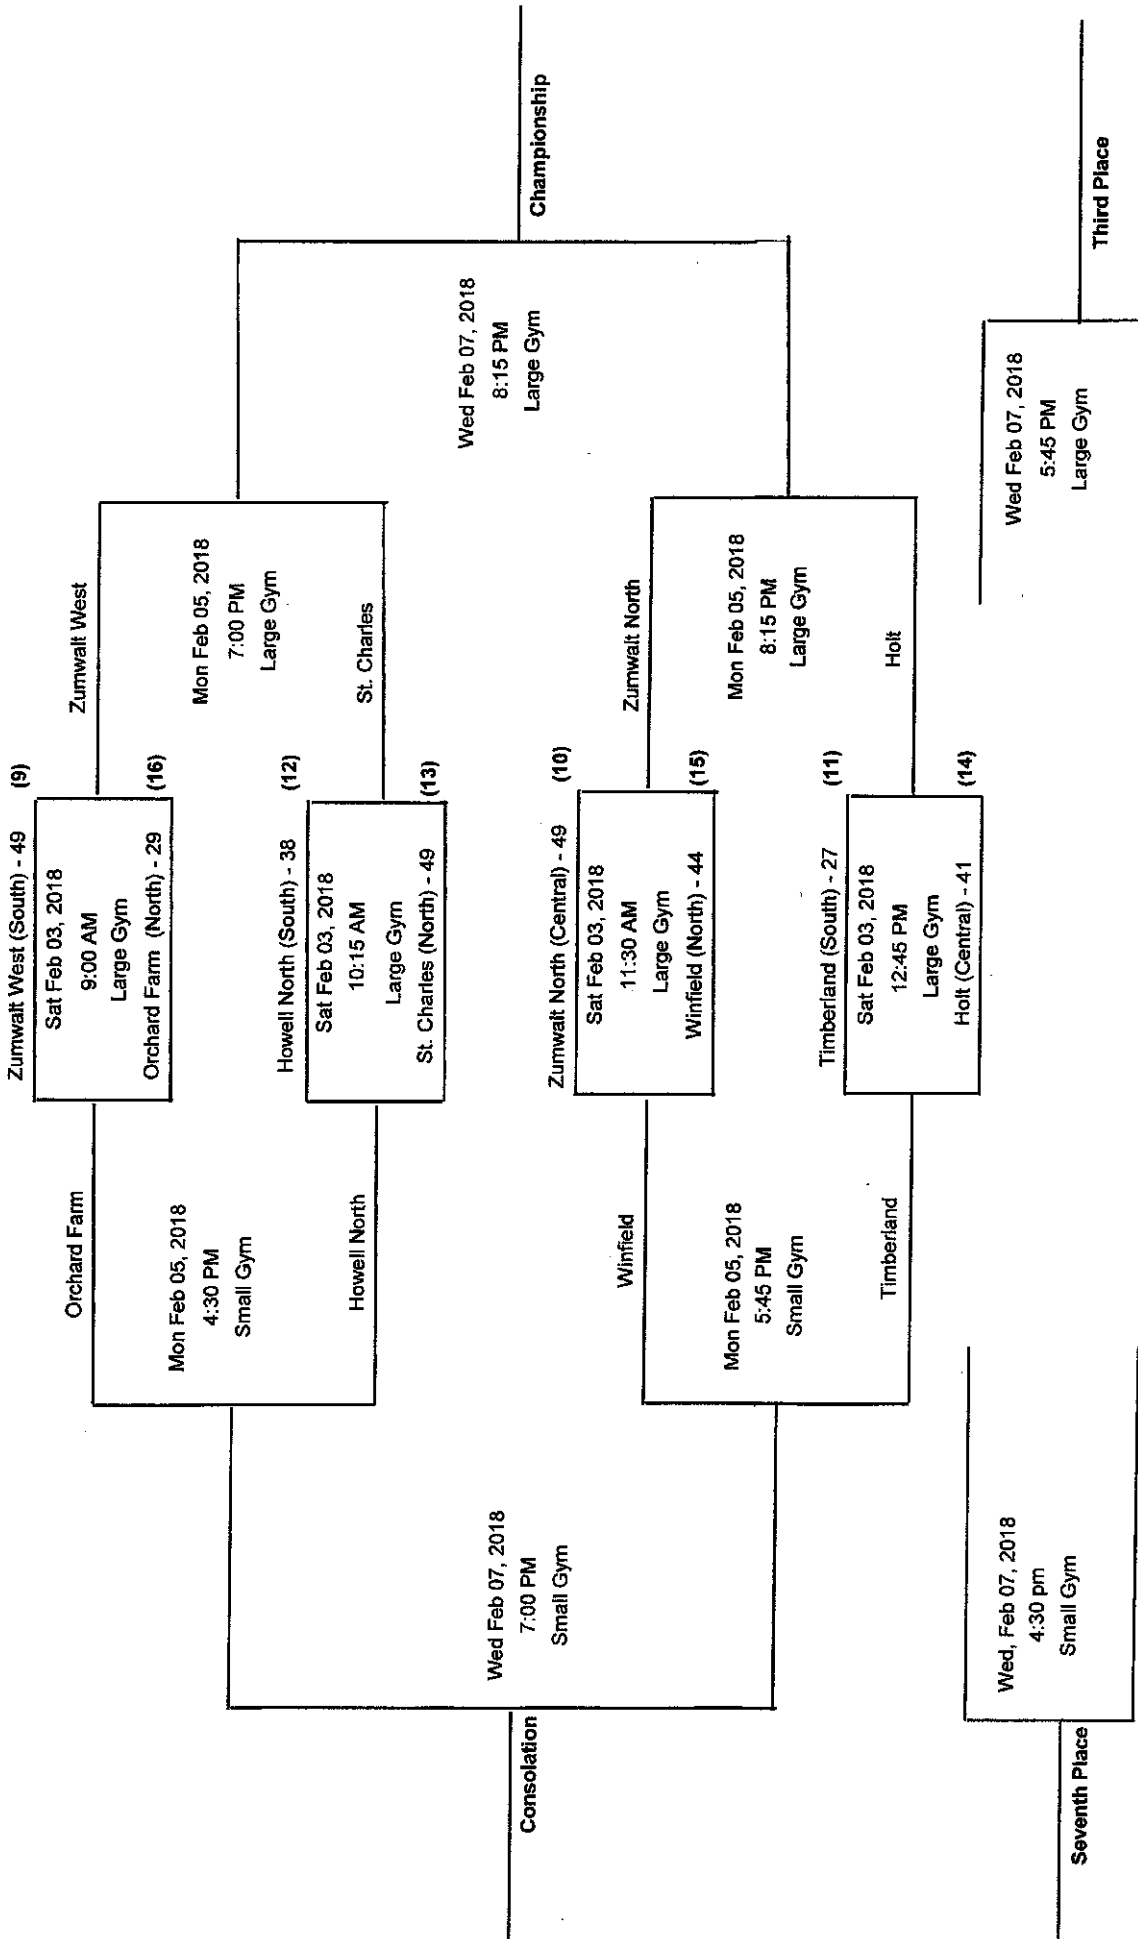 Zumwalt West (South) - 49 (9)
Sat Feb 03, 2018
9:00 AM
Large Gym
Orchard Farm (North) - 29 (16)
Orchard Farm
Zumwalt West
Mon Feb 05, 2018
4:30 PM
Small Gym
Mon Feb 05, 2018
7:00 PM
Large Gym
Howell North (South) - 38 (12)
Sat Feb 03, 2018
10:15 AM
Large Gym
St. Charles (North) - 49 (13)
Howell North
St. Charles
Wed Feb 07, 2018
7:00 PM
Small Gym
Consolation
Wed Feb 07, 2018
8:15 PM
Large Gym
Championship
Zumwalt North (Central) - 49 (10)
Sat Feb 03, 2018
11:30 AM
Large Gym
Winfield (North) - 44 (15)
Winfield
Zumwalt North
Mon Feb 05, 2018
5:45 PM
Small Gym
Mon Feb 05, 2018
8:15 PM
Large Gym
Timberland (South) - 27 (11)
Sat Feb 03, 2018
12:45 PM
Large Gym
Holt (Central) - 41 (14)
Timberland
Holt
Wed, Feb 07, 2018
4:30 pm
Small Gym
Seventh Place
Wed Feb 07, 2018
5:45 PM
Large Gym
Third Place